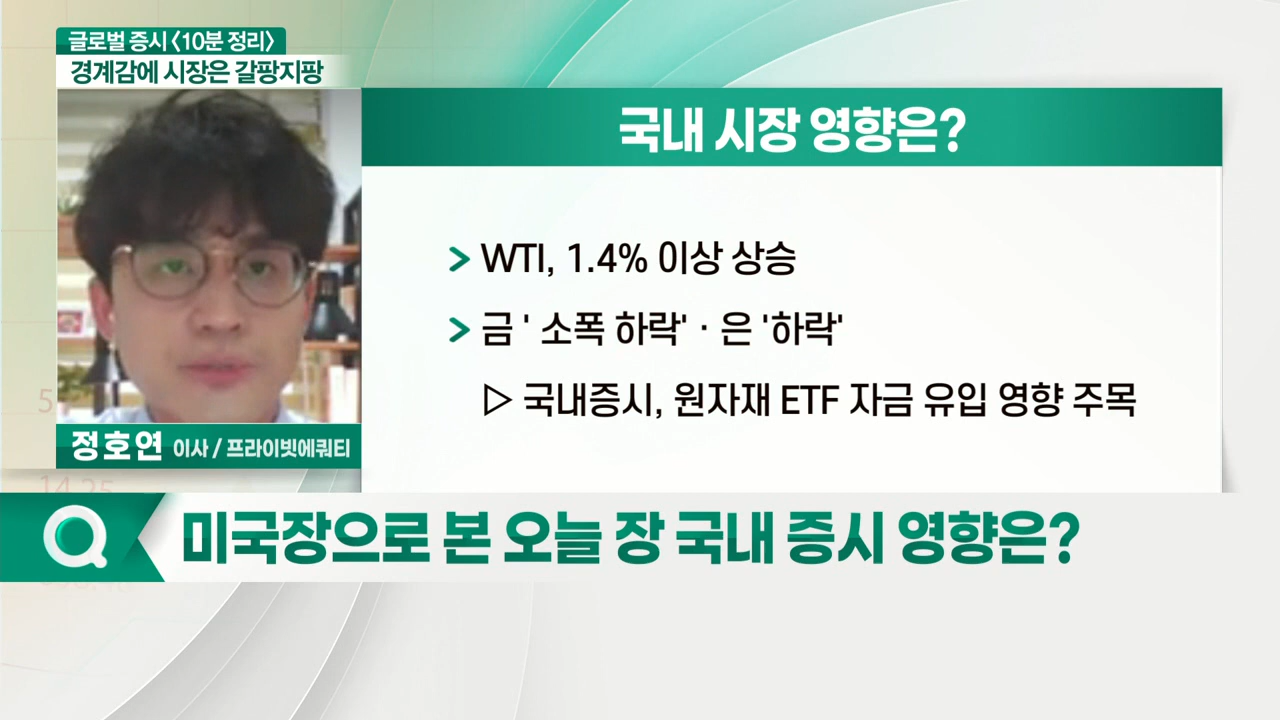 글로벌 증시 〈10분 정리〉
경계감에 시장은 갈팡지팡
국내 시장 영향은?
> WTI, 1.4% 이상 상승
> 금 ' 소폭 하락' · 은 '하락'
▷ 국내증시, 원자재 ETF 자금 유입 영향 주목
정호연 이사 / 프라이빗에쿼티
미국장으로 본 오늘 장 국내 증시 영향은?